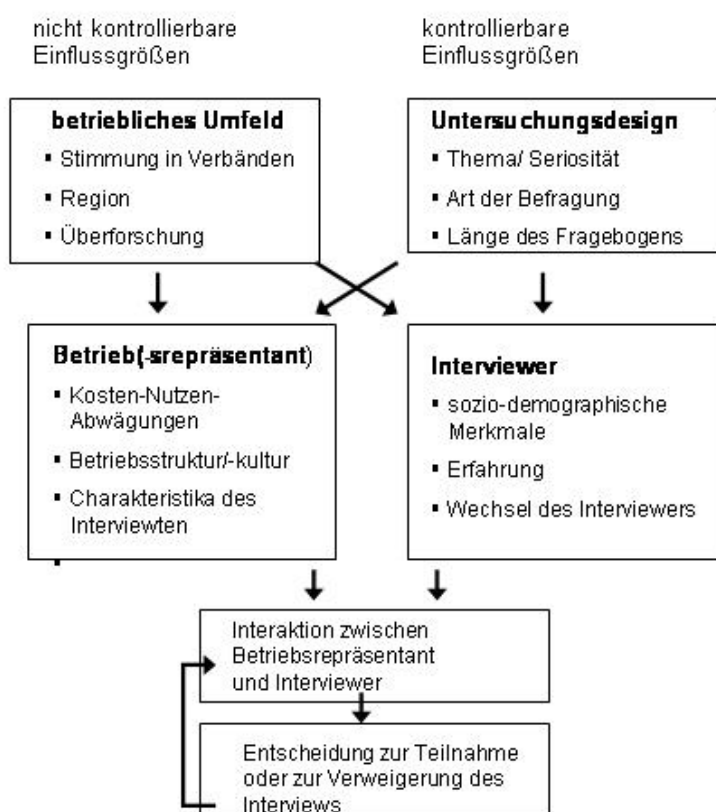 nicht kontrollierbare
Einflussgrößen
kontrollierbare
Einflussgrößen
betriebliches Umfeld
▪ Stimmung in Verbänden
▪ Region
▪ Überforschung
Untersuchungsdesign
▪ Thema/ Seriosität
▪ Art der Befragung
▪ Länge des Fragebogens
Betrieb(-srepräsentant)
▪ Kosten-Nutzen-
Abwägungen
▪ Betriebsstruktur/-kultur
▪ Charakteristika des
Interviewten
▪
Interviewer
▪ sozio-demographische
Merkmale
▪ Erfahrung
▪ Wechsel des Interviewers
Interaktion zwischen
Betriebsrepräsentant
und Interviewer
Entscheidung zur Teilnahme
oder zur Verweigerung des
Interviews